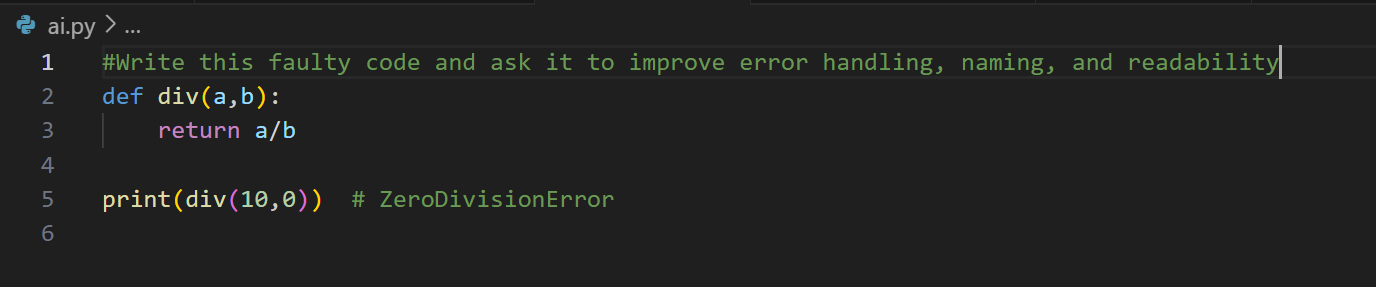 ai.py > ...
1 #Write this faulty code and ask it to improve error handling, naming, and readability
2 def div(a,b):
3     return a/b
4
5 print(div(10,0))  # ZeroDivisionError
6